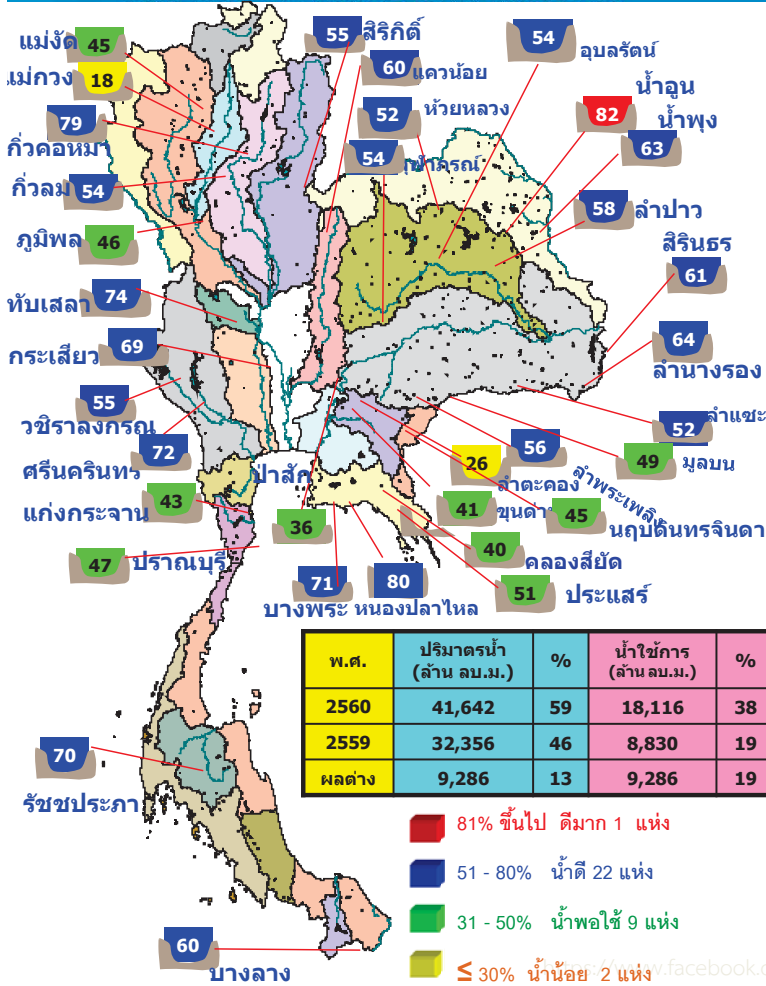 แม่งัด
45
55
สิริกิติ์
54
อุบลรัตน์
18
60
แควน้อย
น้ำอูน
82
79
52
ห้วยหลวง
น้ำพุง
63
กิ่วคอหมา
54
กิ่วลม
54
58
ลำปาว
ภูมิพล
46
สิรินธร
61
74
ทับเสลา
69
กระเสียว
64
ลำนางรอง
55
วชิราลงกรณ
52
ลำแชะ
72
56
49
มูลบน
ศรีนครินทร
ป่าสัก
26
ลำตะคอง
ลำพระเพลิง
43
แก่งกระจาน
41
36
45
นฤบดินทรจินดา
40
คลองสียัด
47
ปราณบุรี
71
80
51
ประแสร์
บางพระ
หนองปลาไหล
พ.ศ. ปริมาตรน้ำ (ล้าน ลบ.ม.) % น้ำใช้การ (ล้าน ลบ.ม.) %
2560 41,642 59 18,116 38
2559 32,356 46 8,830 19
ผลต่าง 9,286 13 9,286 19
70
รัชชประภา
81% ขึ้นไป ดีมาก 1 แห่ง
51 - 80% น้ำดี 22 แห่ง
31 - 50% น้ำพอใช้ 9 แห่ง
≤ 30% น้ำน้อย 2 แห่ง
60
บางลาง